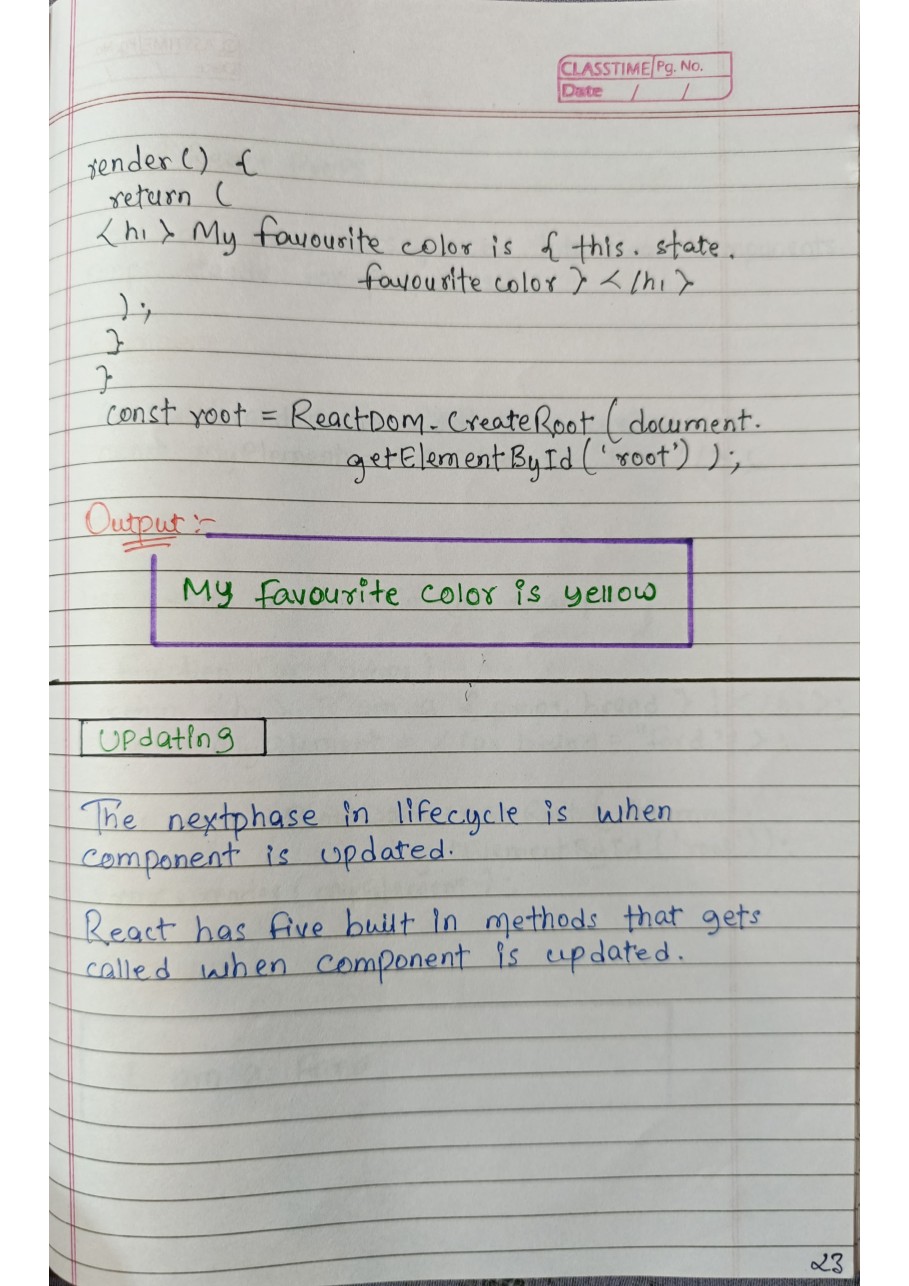 CLASSTIME Pg. No.
Date / /
render() {
return (
<h1> My favourite color is { this. state.
favourite color } </h1>
);
}
}
const root = ReactDom. CreateRoot ( document.
getElementById ('root') );
Output :-
My favourite color is yellow
Updating
The nextphase in lifecycle is when
component is updated.
React has five built in methods that gets
called when component is updated.
23